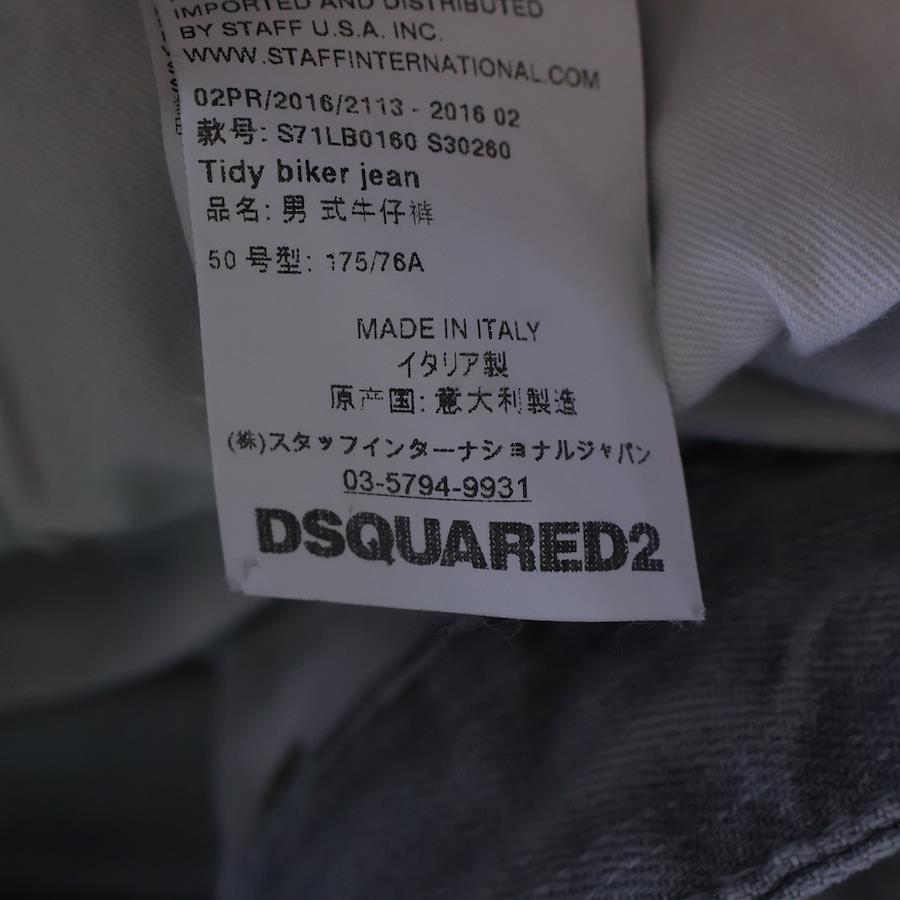 IMPORTED AND DISTRIBUTED
BY STAFF U.S.A. INC.
WWW.STAFFINTERNATIONAL.COM
02PR/2016/2113 - 2016 02
款号: S71LB0160 S30260
Tidy biker jean
品名: 男 式牛仔裤
50 号型: 175/76A
MADE IN ITALY
イタリア製
原产国: 意大利製造
(株)スタッフインターナショナルジャパン
03-5794-9931
DSQUARED2